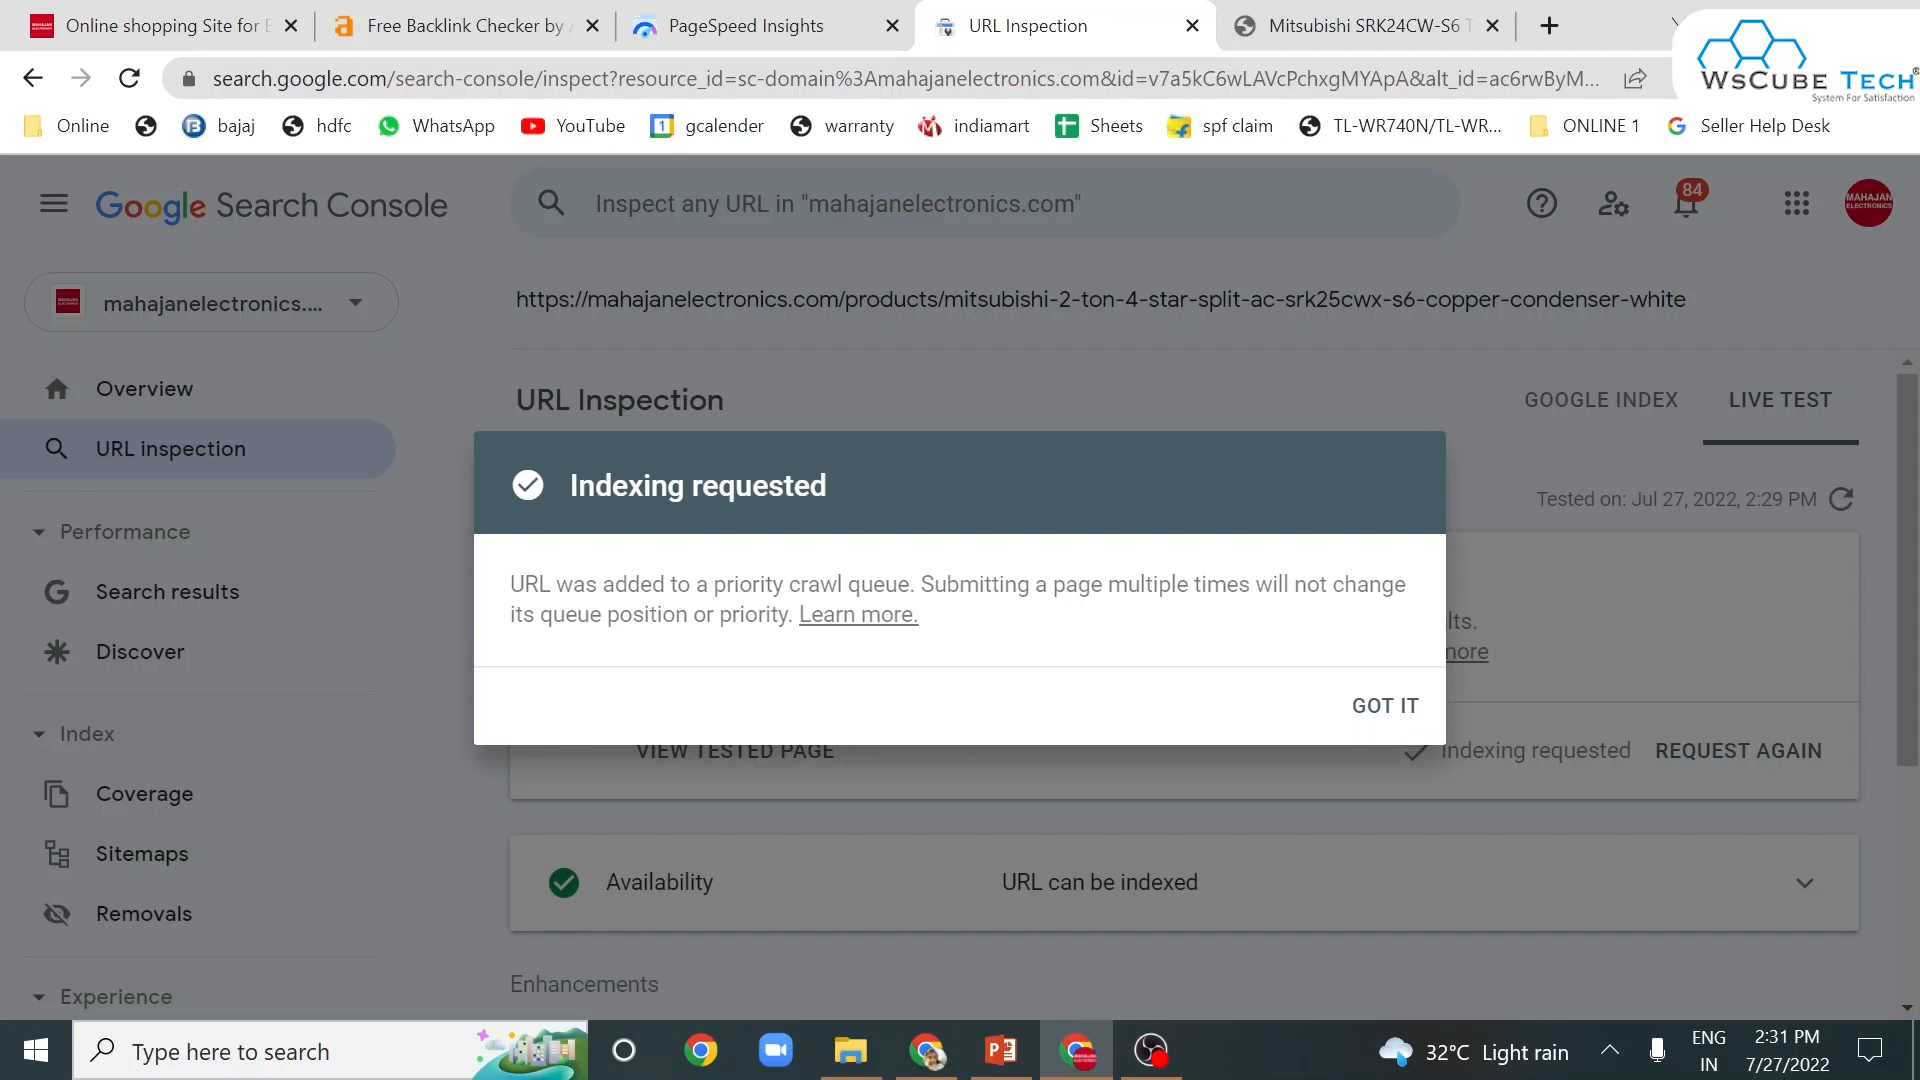 Online shopping Site for E
Free Backlink Checker by A
PageSpeed Insights
URL Inspection
Mitsubishi SRK24CW-S6 T
WsCube Tech®
System For Satisfaction
search.google.com/search-console/inspect?resource_id=sc-domain%3Amahajanelectronics.com&id=v7a5kC6wLAVcPchxgMYApA&alt_id=ac6rwByM...
Online
bajaj
hdfc
WhatsApp
YouTube
1 gcalender
warranty
indiamart
Sheets
spf claim
TL-WR740N/TL-WR...
ONLINE 1
Seller Help Desk
Google Search Console
Inspect any URL in "mahajanelectronics.com"
84
MAHAJAN
ELECTRONICS
mahajanelectronics....
https://mahajanelectronics.com/products/mitsubishi-2-ton-4-star-split-ac-srk25cwx-s6-copper-condenser-white
Overview
URL inspection
Performance
Search results
Discover
Index
Coverage
Sitemaps
Removals
Experience
URL Inspection
GOOGLE INDEX
LIVE TEST
Tested on: Jul 27, 2022, 2:29 PM
Indexing requested
URL was added to a priority crawl queue. Submitting a page multiple times will not change
its queue position or priority. Learn more.
lts.
more
GOT IT
VIEW TESTED PAGE
Indexing requested
REQUEST AGAIN
Availability
URL can be indexed
Enhancements
Type here to search
32°C Light rain
ENG
IN
2:31 PM
7/27/2022